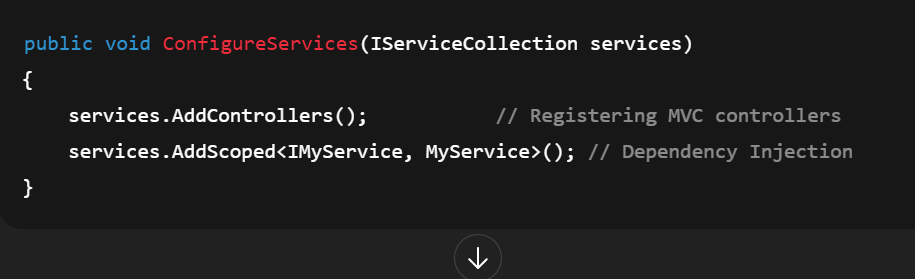 public void ConfigureServices(IServiceCollection services)
{
    services.AddControllers();           // Registering MVC controllers
    services.AddScoped<IMyService, MyService>(); // Dependency Injection
}